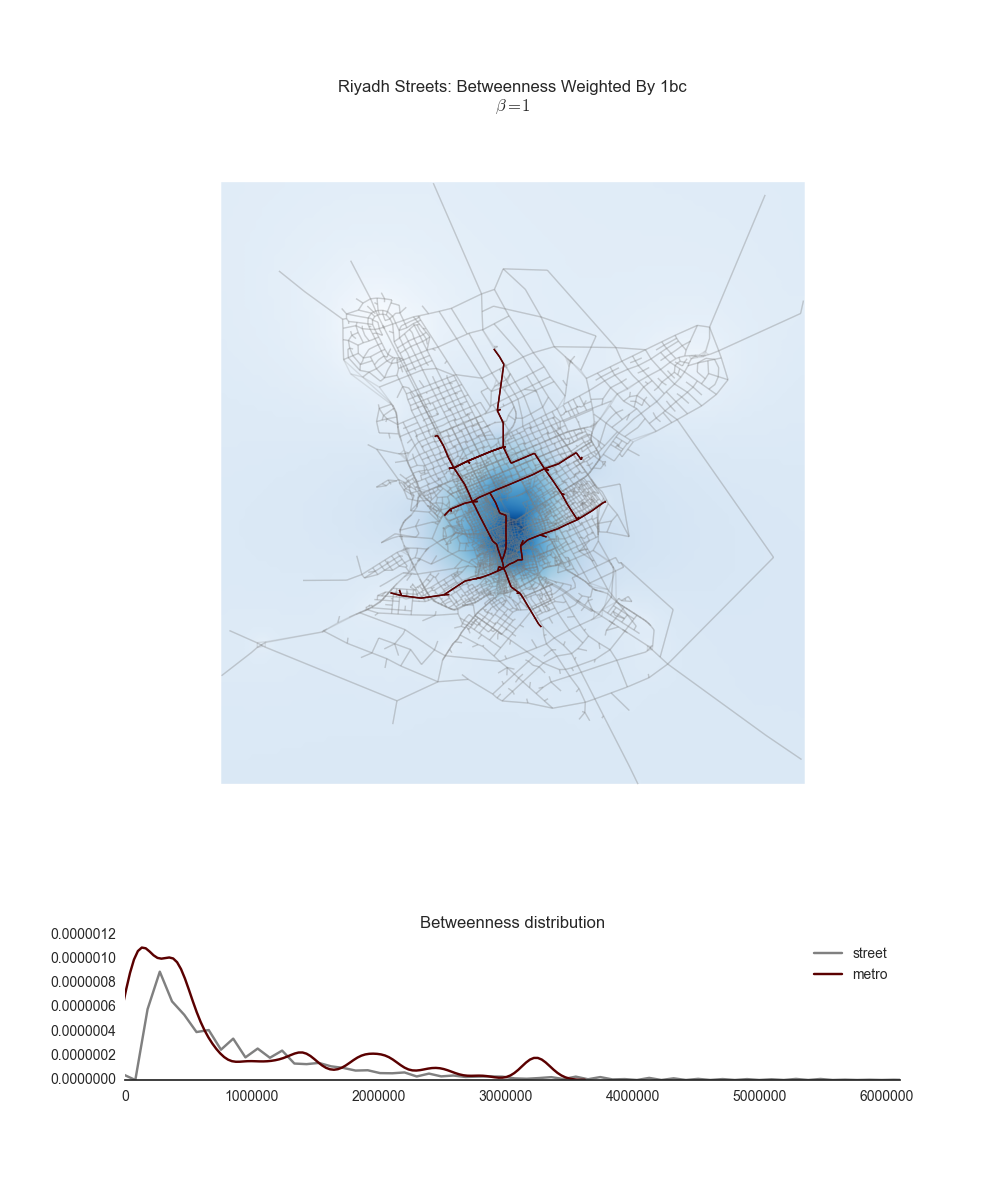 Riyadh Streets: Betweenness Weighted By 1bc
β=1
Betweenness distribution
0.0000012
0.0000010
0.0000008
0.0000006
0.0000004
0.0000002
0.0000000
street
metro
0 1000000 2000000 3000000 4000000 5000000 6000000